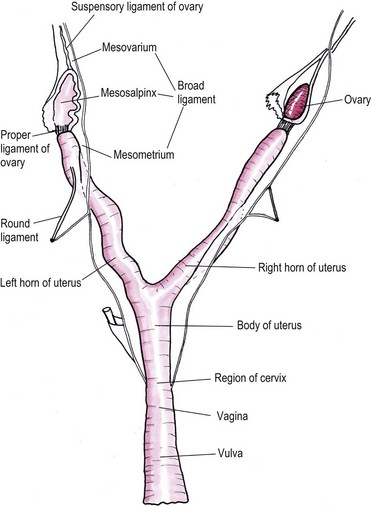 Suspensory ligament of ovary
Mesovarium
Mesosalpinx
Broad
ligament
Ovary
Proper
ligament of
ovary
Mesometrium
Round
ligament
Left horn of uterus
Right horn of uterus
Body of uterus
Region of cervix
Vagina
Vulva